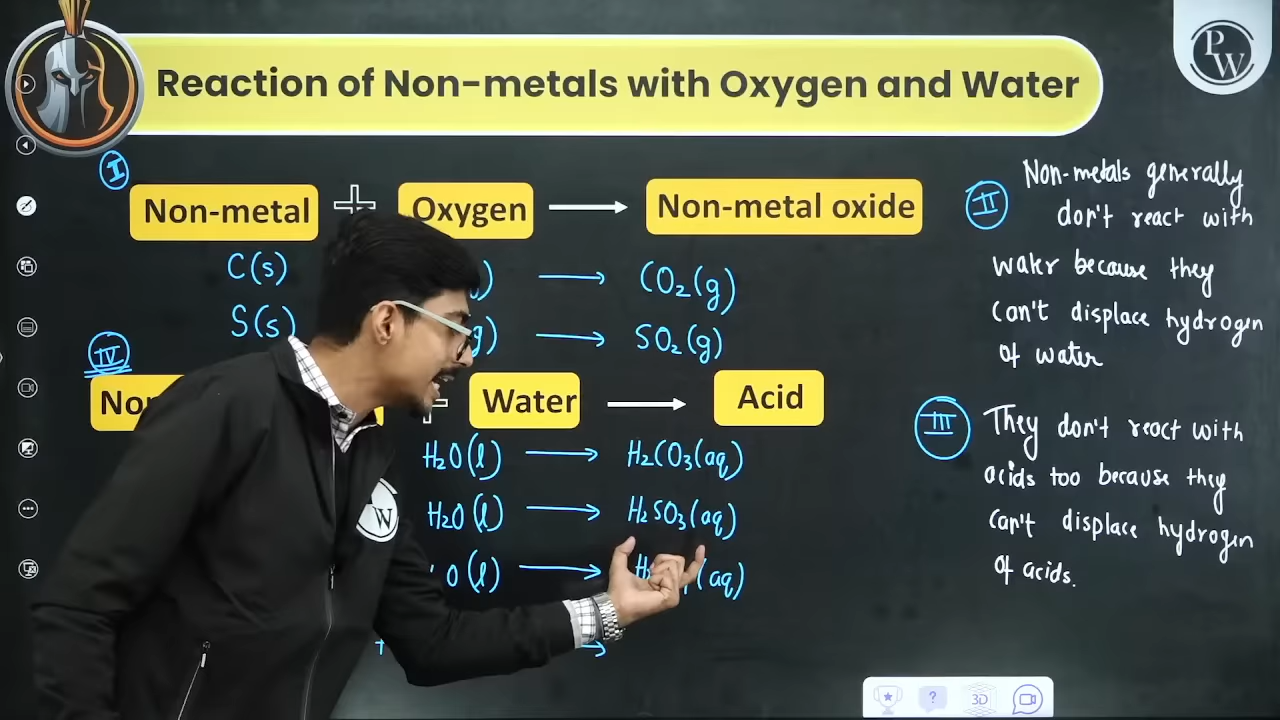 Reaction of Non-metals with Oxygen and Water
PW
I
Non-metal + Oxygen → Non-metal oxide
C(s) → CO₂(g)
S(s) → SO₂(g)
IV
Water → Acid
H₂O(l) → H₂CO₃(aq)
H₂O(l) → H₂SO₃(aq)
O(l) → (aq)
+ →
II Non-metals generally
don't react with
water because they
can't displace hydrogen
of water
III They don't react with
acids too because they
can't displace hydrogen
of acids.
W
?
3D